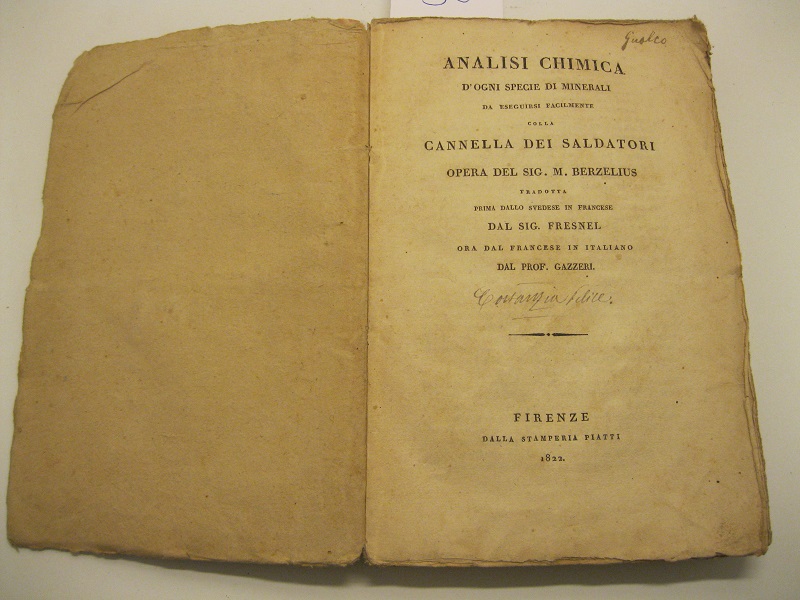 ANALISI CHIMICA
D'OGNI SPECIE DI MINERALI
DA ESEGUIRSI FACILMENTE
COLLA
CANNELLA DEI SALDATORI
OPERA DEL SIG. M. BERZELIUS
TRADOTTA
PRIMA DALLO SVEDESE IN FRANCESE
DAL SIG. FRESNEL
ORA DAL FRANCESE IN ITALIANO
DAL PROF. GAZZERI.
FIRENZE
DALLA STAMPERIA PIATTI
1822.